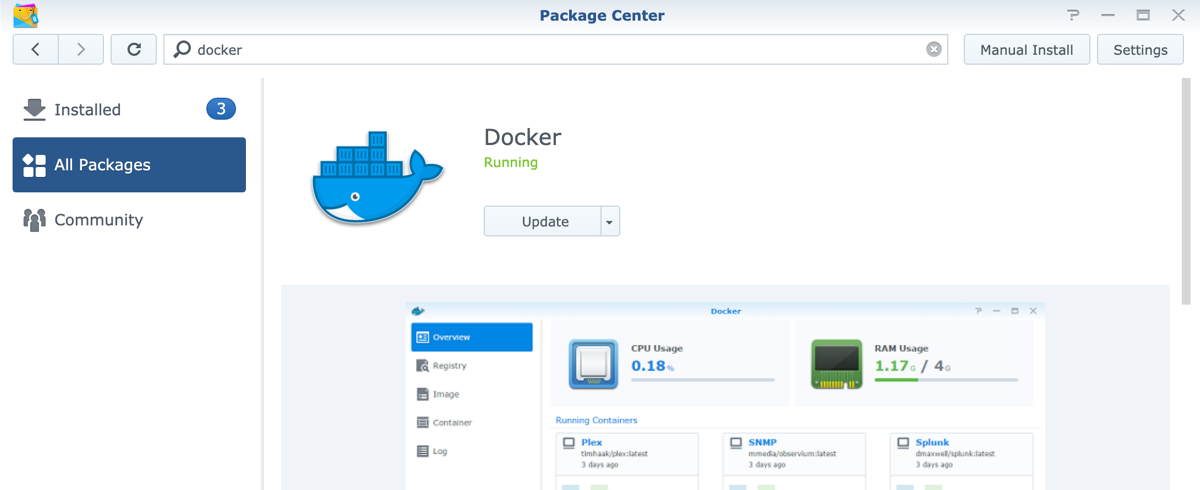 Package Center
docker
Manual Install
Settings
Installed
3
All Packages
Community
Docker
Running
Update
Docker
Overview
Registry
Image
Container
Log
CPU Usage
0.18%
RAM Usage
1.17G / 4G
Running Containers
Plex
timhaak/plex:latest
3 days ago
SNMP
mmedia/observium:latest
3 days ago
Splunk
dmaxwell/splunk:latest
3 days ago